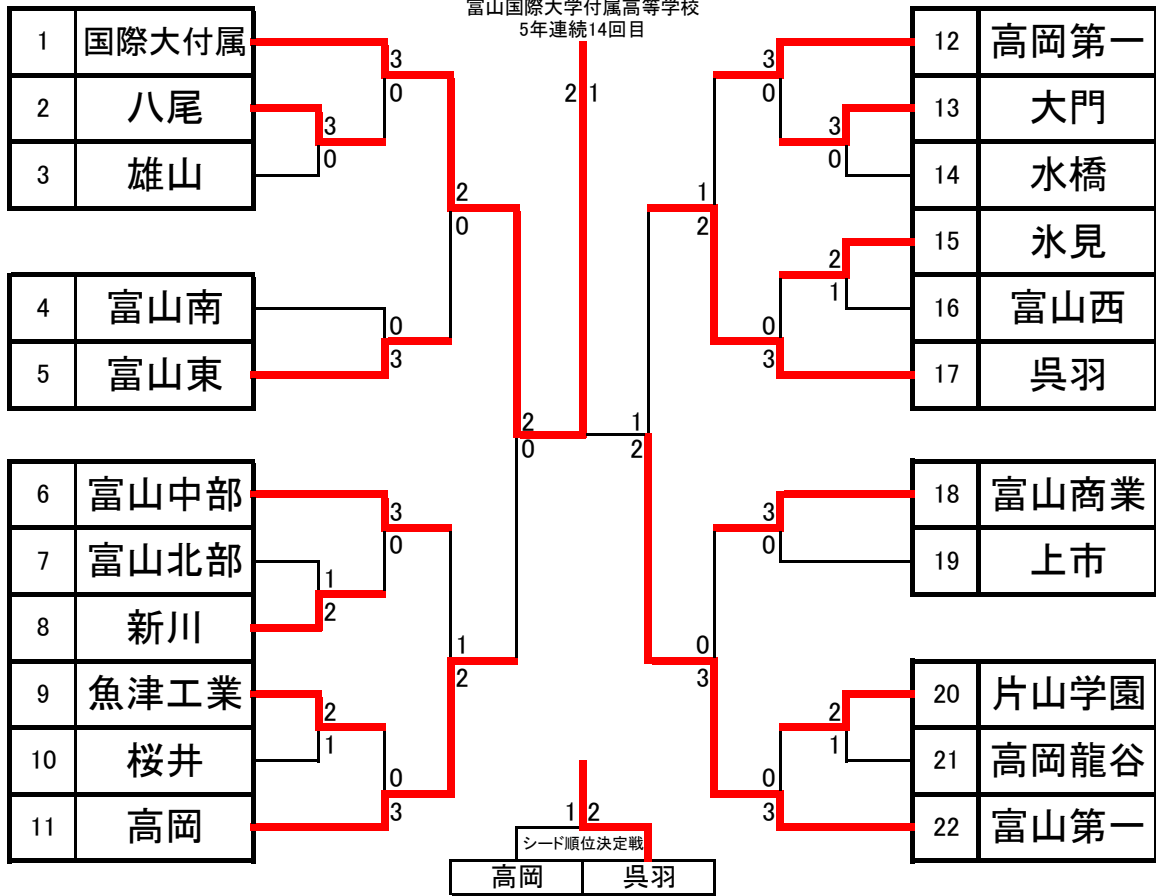 富山国際大学付属高等学校
5年連続14回目
2 1
1 国際大付属
2 八尾
3 雄山
4 富山南
5 富山東
6 富山中部
7 富山北部
8 新川
9 魚津工業
10 桜井
11 高岡
3
0
3
0
2
0
0
3
2
0
3
0
1
2
1
2
2
1
0
3
12 高岡第一
13 大門
14 水橋
15 氷見
16 富山西
17 呉羽
18 富山商業
19 上市
20 片山学園
21 高岡龍谷
22 富山第一
3
0
3
0
1
2
2
1
0
3
1
2
3
0
0
3
2
1
0
3
1 2
シード順位決定戦
高岡 呉羽